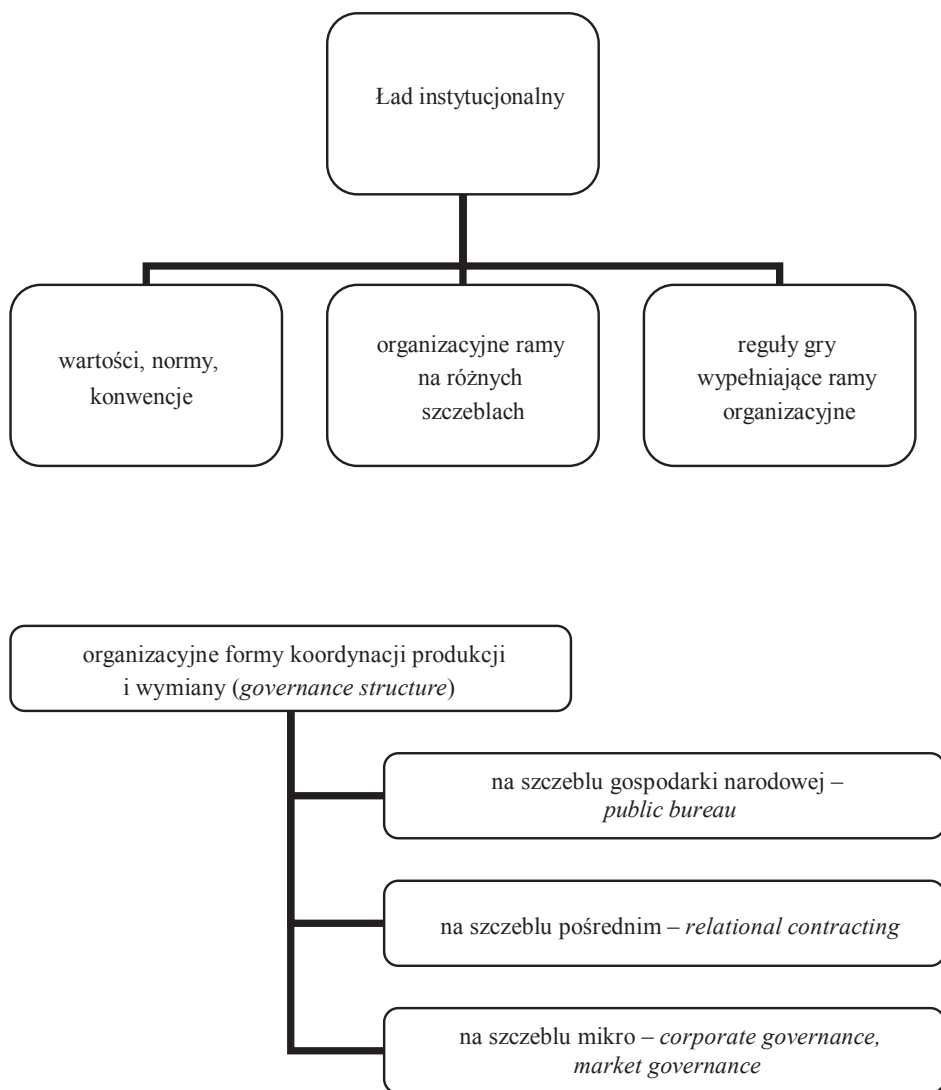 Ład instytucjonalny
wartości, normy,
konwencje
organizacyjne ramy
na różnych
szczeblach
reguły gry
wypełniające ramy
organizacyjne
organizacyjne formy koordynacji produkcji
i wymiany (governance structure)
na szczeblu gospodarki narodowej –
public bureau
na szczeblu pośrednim – relational contracting
na szczeblu mikro – corporate governance,
market governance